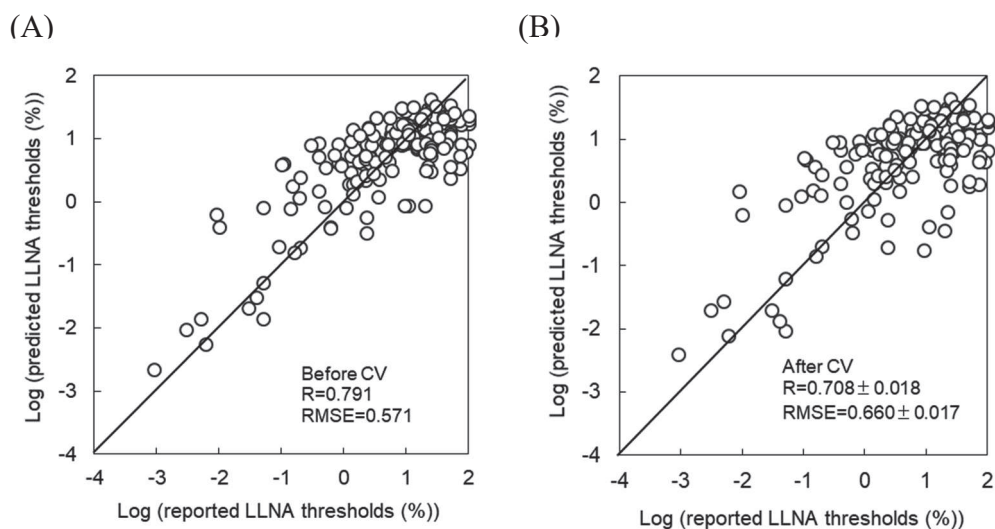 (A)
Log (predicted LLNA thresholds (%))
2
1
0
-1
-2
-3
-4
Before CV
R=0.791
RMSE=0.571
-4 -3 -2 -1 0 1 2
Log (reported LLNA thresholds (%))
(B)
Log (predicted LLNA thresholds (%))
2
1
0
-1
-2
-3
-4
After CV
R=0.708± 0.018
RMSE=0.660± 0.017
-4 -3 -2 -1 0 1 2
Log (reported LLNA thresholds (%))